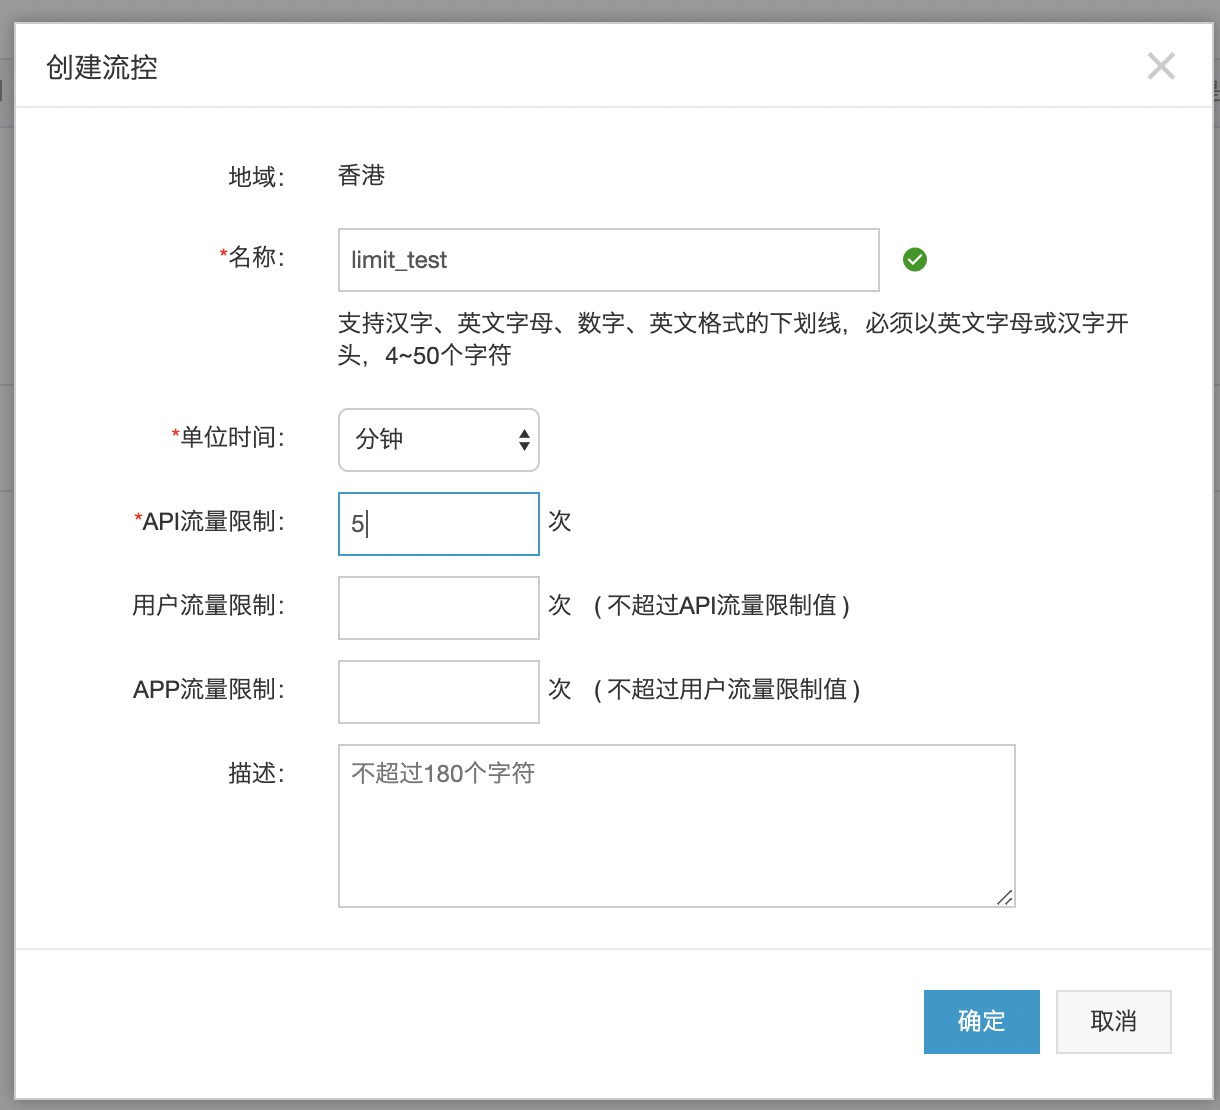 创建流控
地域：
香港
*名称：
limit_test
支持汉字、英文字母、数字、英文格式的下划线，必须以英文字母或汉字开
头，4~50个字符
*单位时间：
分钟
*API流量限制：
5
次
用户流量限制：
次 ( 不超过API流量限制值 )
APP流量限制：
次 ( 不超过用户流量限制值 )
描述：
不超过180个字符
确定
取消